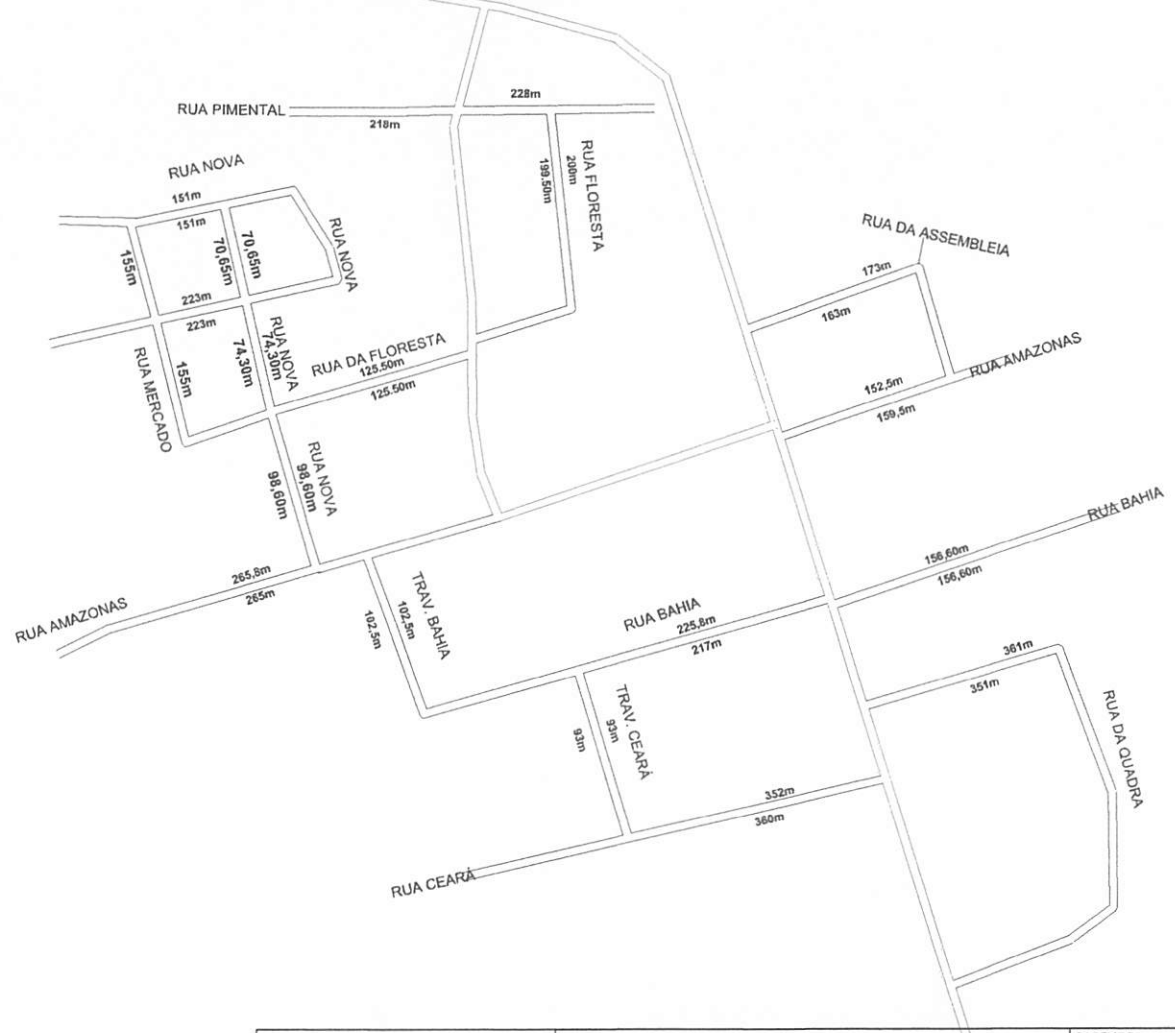 228m
RUA PIMENTAL
218m
RUA NOVA
151m
151m
199.50m
200m
RUA FLORESTA
155m
70,65m
70,65m
RUA NOVA
RUA DA ASSEMBLEIA
173m
163m
223m
223m
RUA NOVA
74,30m
74,30m
RUA DA FLORESTA
125.50m
125.50m
RUA MERCADO
155m
RUA AMAZONAS
152,5m
159,5m
RUA NOVA
98,60m
98,60m
RUA BAHIA
156,60m
156,60m
265,8m
265m
RUA AMAZONAS
TRAV. BAHIA
102,5m
102,5m
RUA BAHIA
225,8m
217m
361m
351m
RUA DA QUADRA
TRAV. CEARÁ
93m
93m
352m
360m
RUA CEARÁ